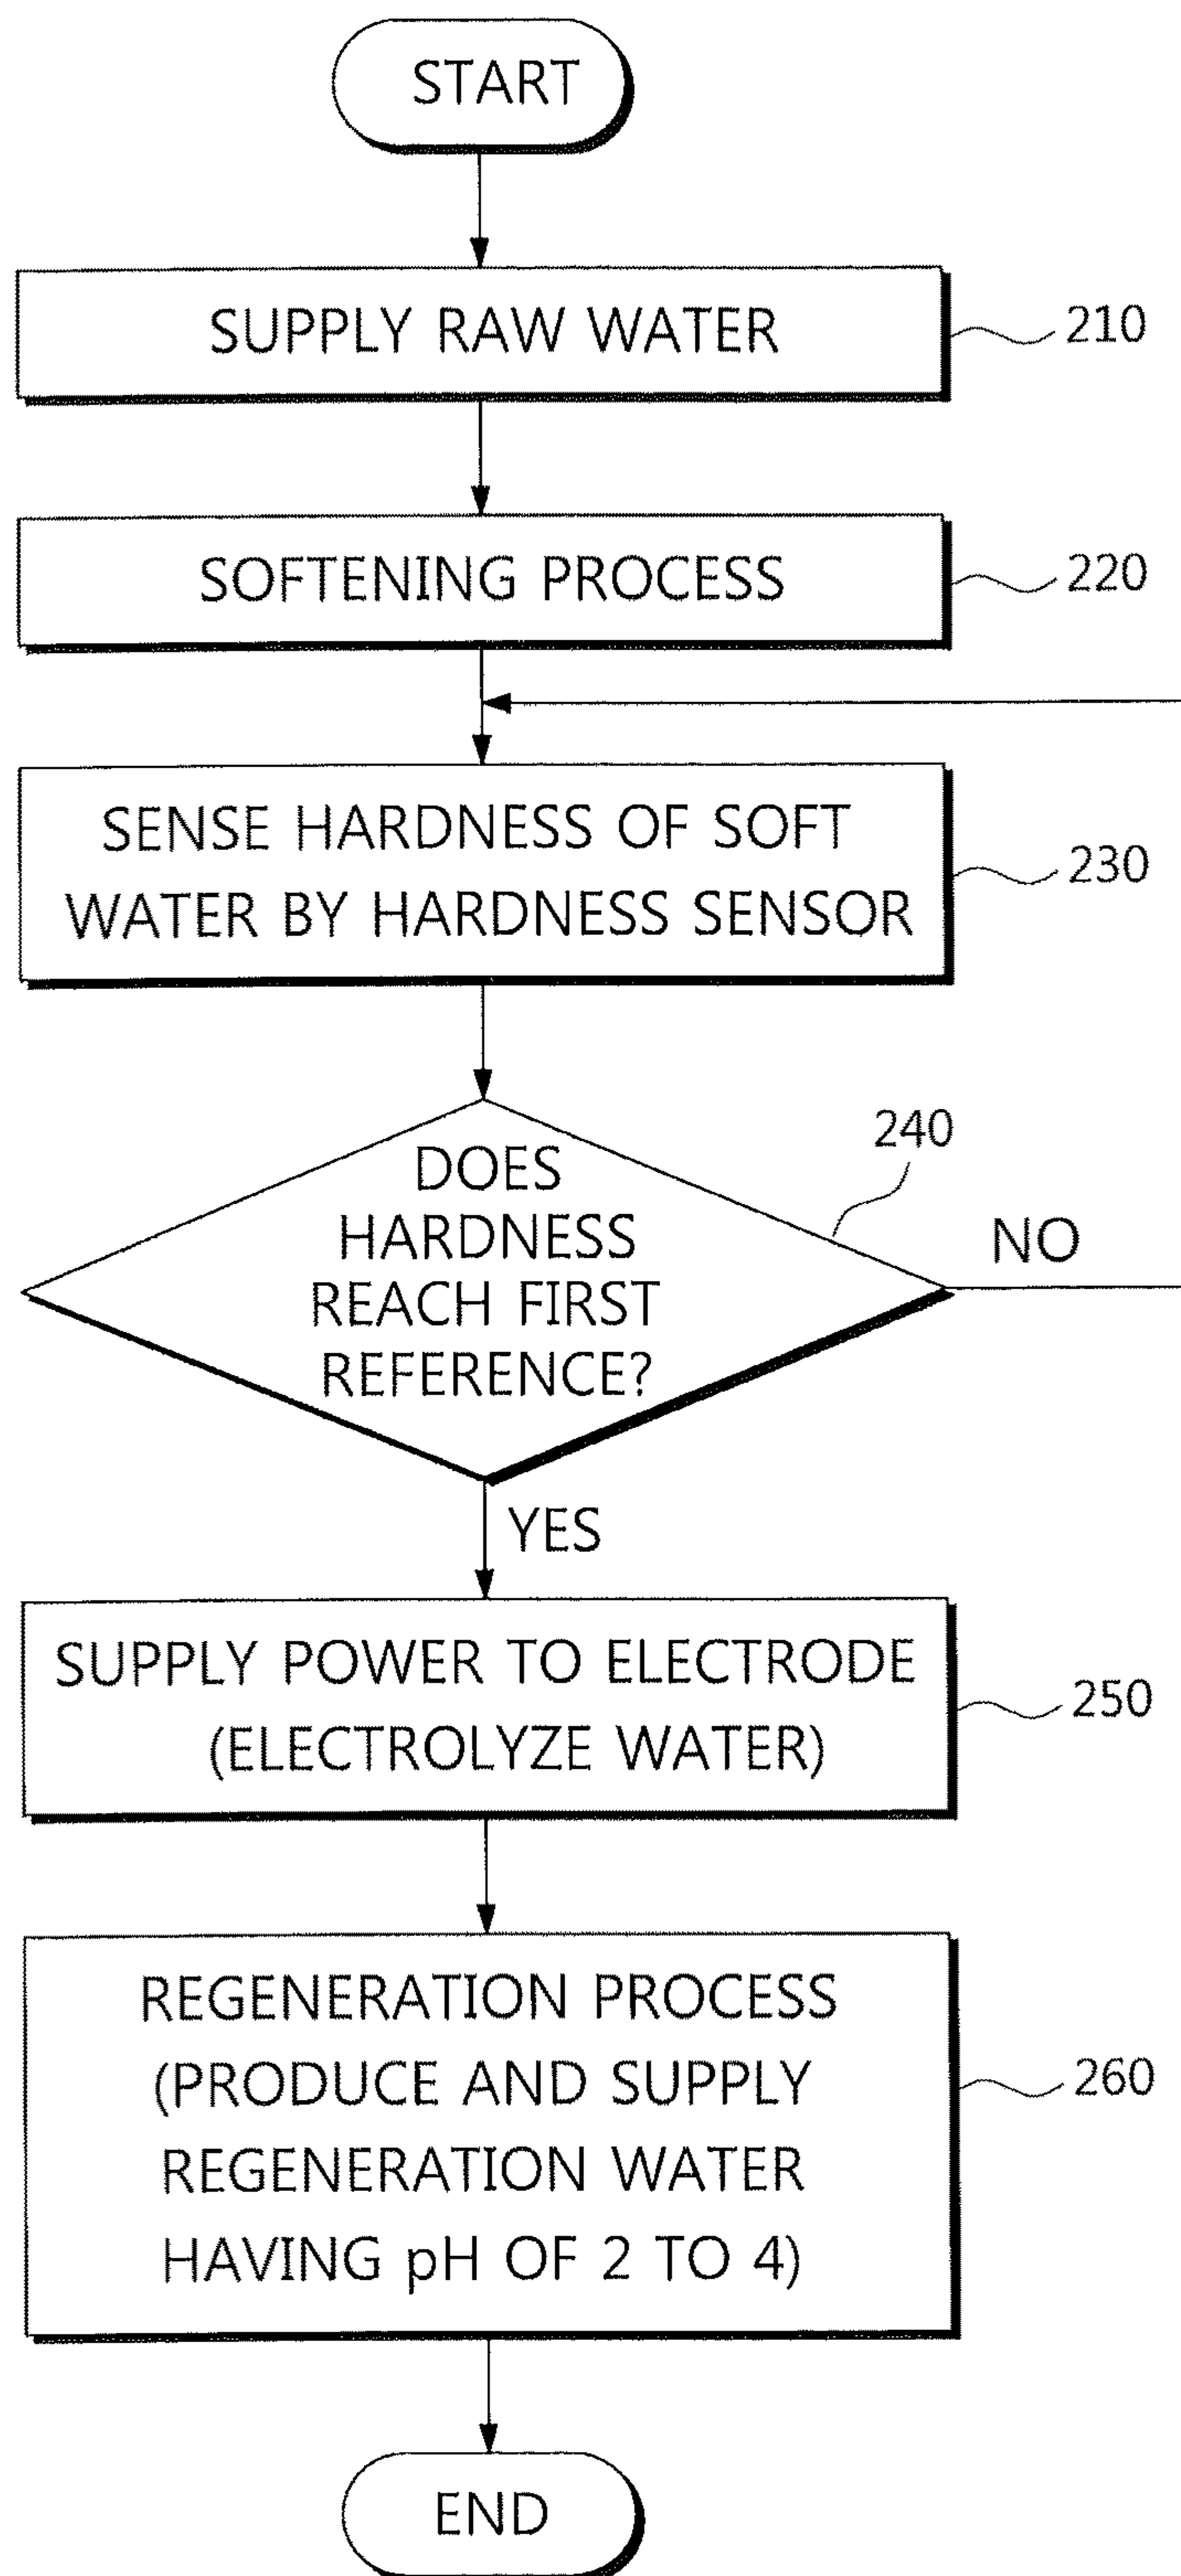 START
SUPPLY RAW WATER
210
SOFTENING PROCESS
220
SENSE HARDNESS OF SOFT
WATER BY HARDNESS SENSOR
230
240
DOES
HARDNESS
REACH FIRST
REFERENCE?
NO
YES
SUPPLY POWER TO ELECTRODE
(ELECTROLYZE WATER)
250
REGENERATION PROCESS
(PRODUCE AND SUPPLY
REGENERATION WATER
HAVING pH OF 2 TO 4)
260
END